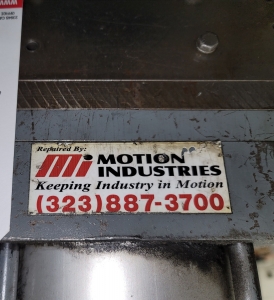 Repaired By:
Mi MOTION
INDUSTRIES
Keeping Industry in Motion
(323)887-3700